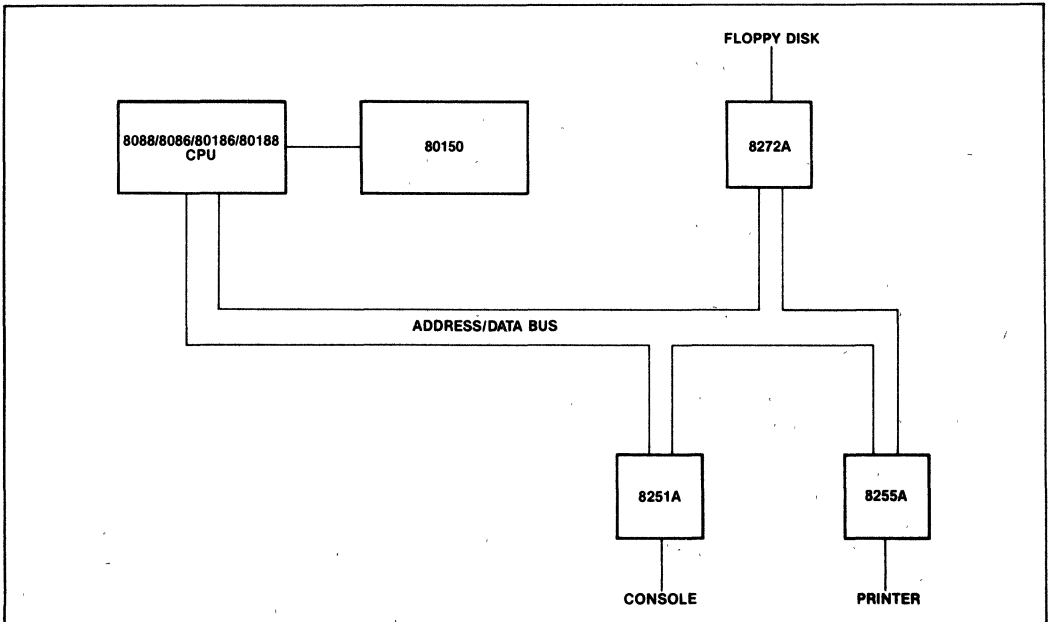 FLOPPY DISK
8088/8086/80186/80188
CPU
80150
8272A
ADDRESS/DATA BUS
8251A
8255A
CONSOLE
PRINTER